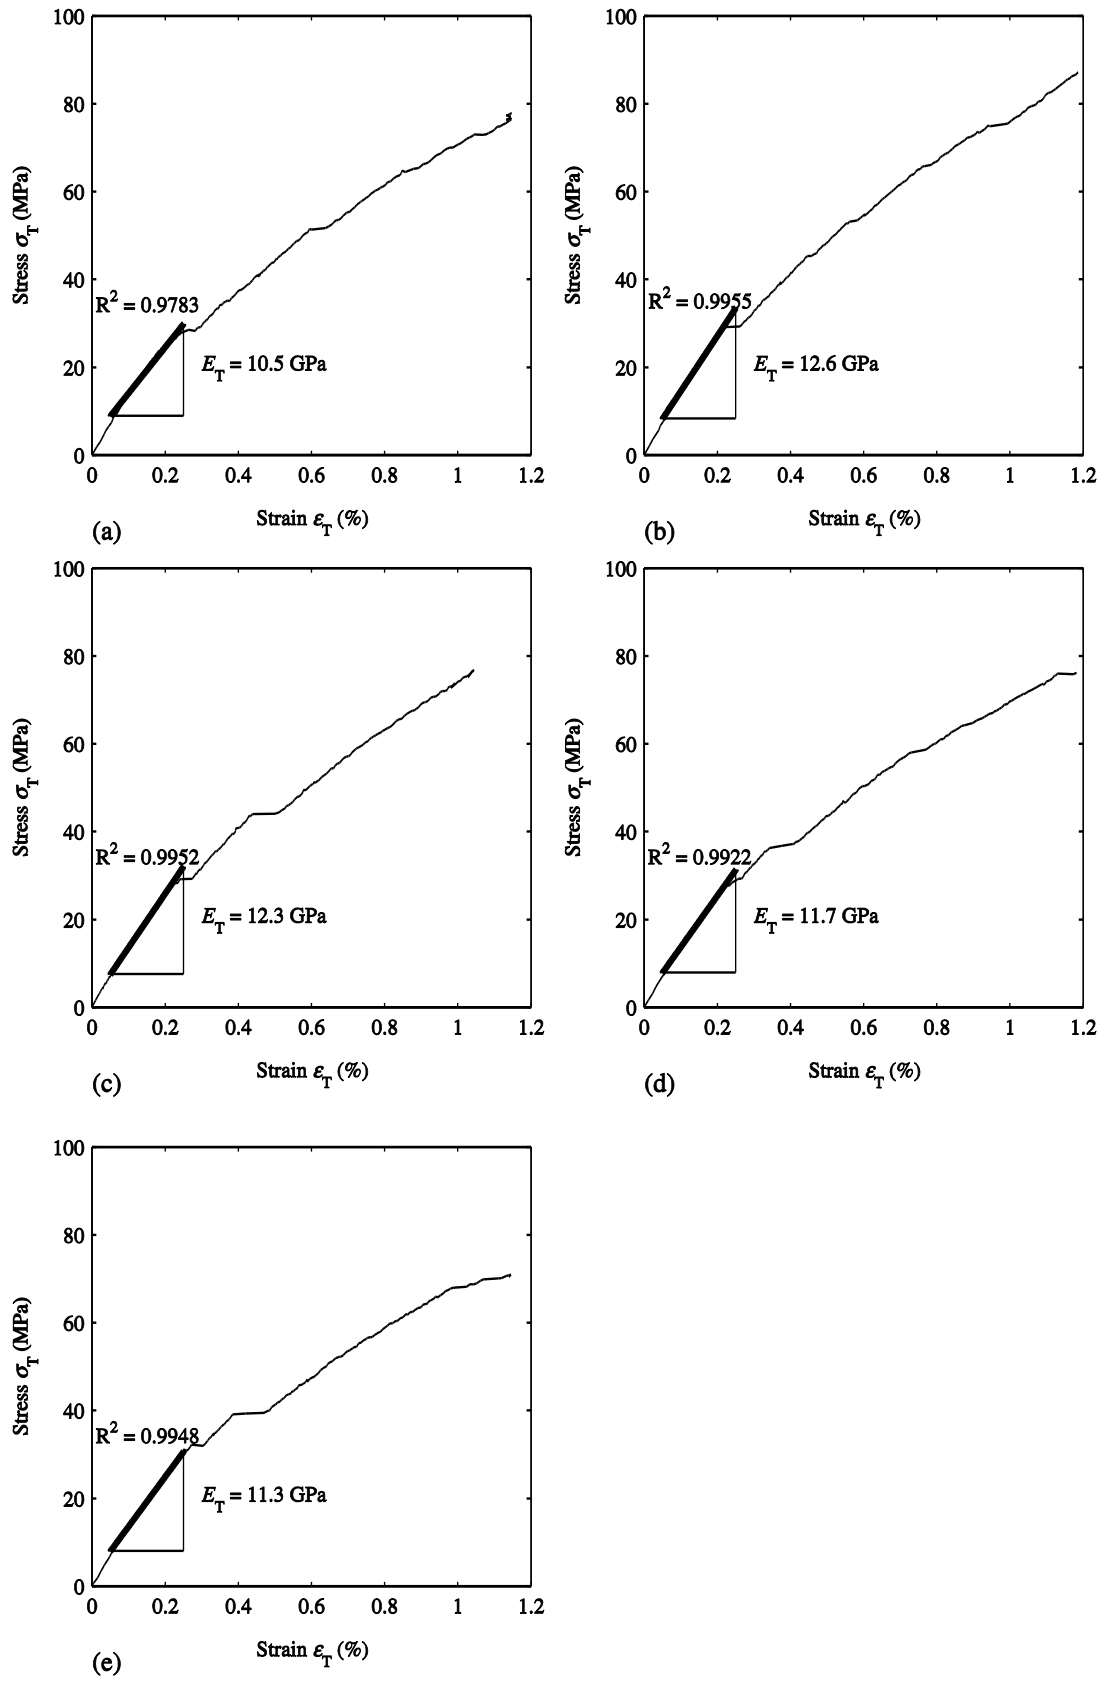 100
80
60
40
20
0
Stress σT (MPa)
R2 = 0.9783
ET = 10.5 GPa
0 0.2 0.4 0.6 0.8 1 1.2
Strain εT (%)
(a)
100
80
60
40
20
0
Stress σT (MPa)
R2 = 0.9955
ET = 12.6 GPa
0 0.2 0.4 0.6 0.8 1 1.2
Strain εT (%)
(b)
100
80
60
40
20
0
Stress σT (MPa)
R2 = 0.9952
ET = 12.3 GPa
0 0.2 0.4 0.6 0.8 1 1.2
Strain εT (%)
(c)
100
80
60
40
20
0
Stress σT (MPa)
R2 = 0.9922
ET = 11.7 GPa
0 0.2 0.4 0.6 0.8 1 1.2
Strain εT (%)
(d)
100
80
60
40
20
0
Stress σT (MPa)
R2 = 0.9948
ET = 11.3 GPa
0 0.2 0.4 0.6 0.8 1 1.2
Strain εT (%)
(e)